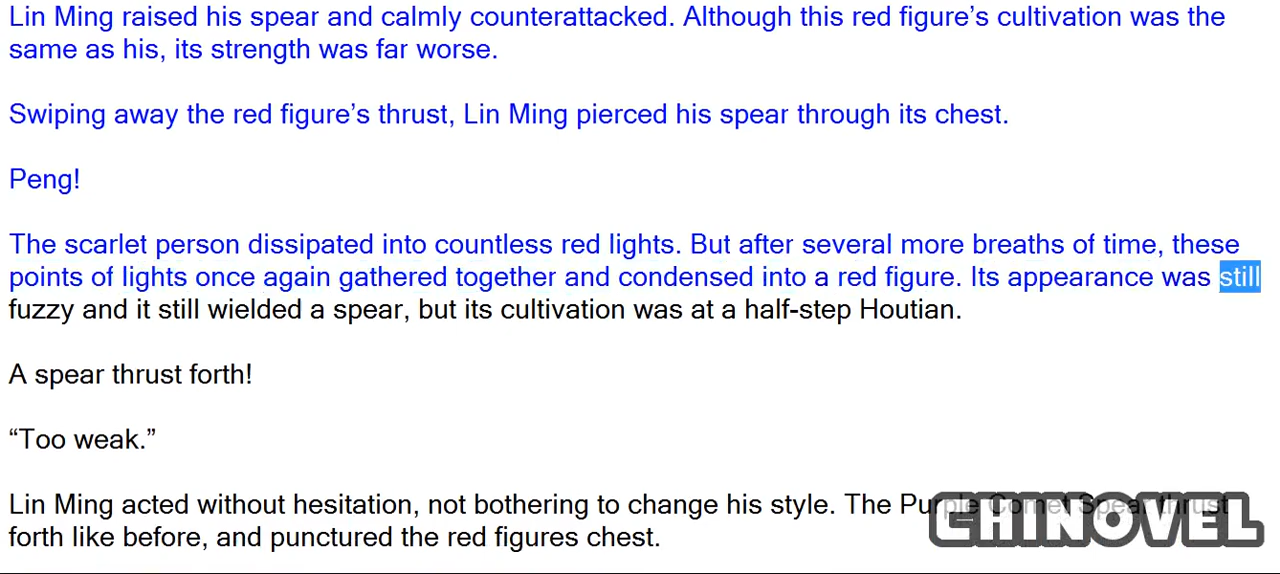 Lin Ming raised his spear and calmly counterattacked. Although this red figure’s cultivation was the
same as his, its strength was far worse.
Swiping away the red figure’s thrust, Lin Ming pierced his spear through its chest.
Peng!
The scarlet person dissipated into countless red lights. But after several more breaths of time, these
points of lights once again gathered together and condensed into a red figure. Its appearance was still
fuzzy and it still wielded a spear, but its cultivation was at a half-step Houtian.
A spear thrust forth!
“Too weak.”
Lin Ming acted without hesitation, not bothering to change his style. The Purple Comet Spear thrust
forth like before, and punctured the red figures chest.
CHINOVEL